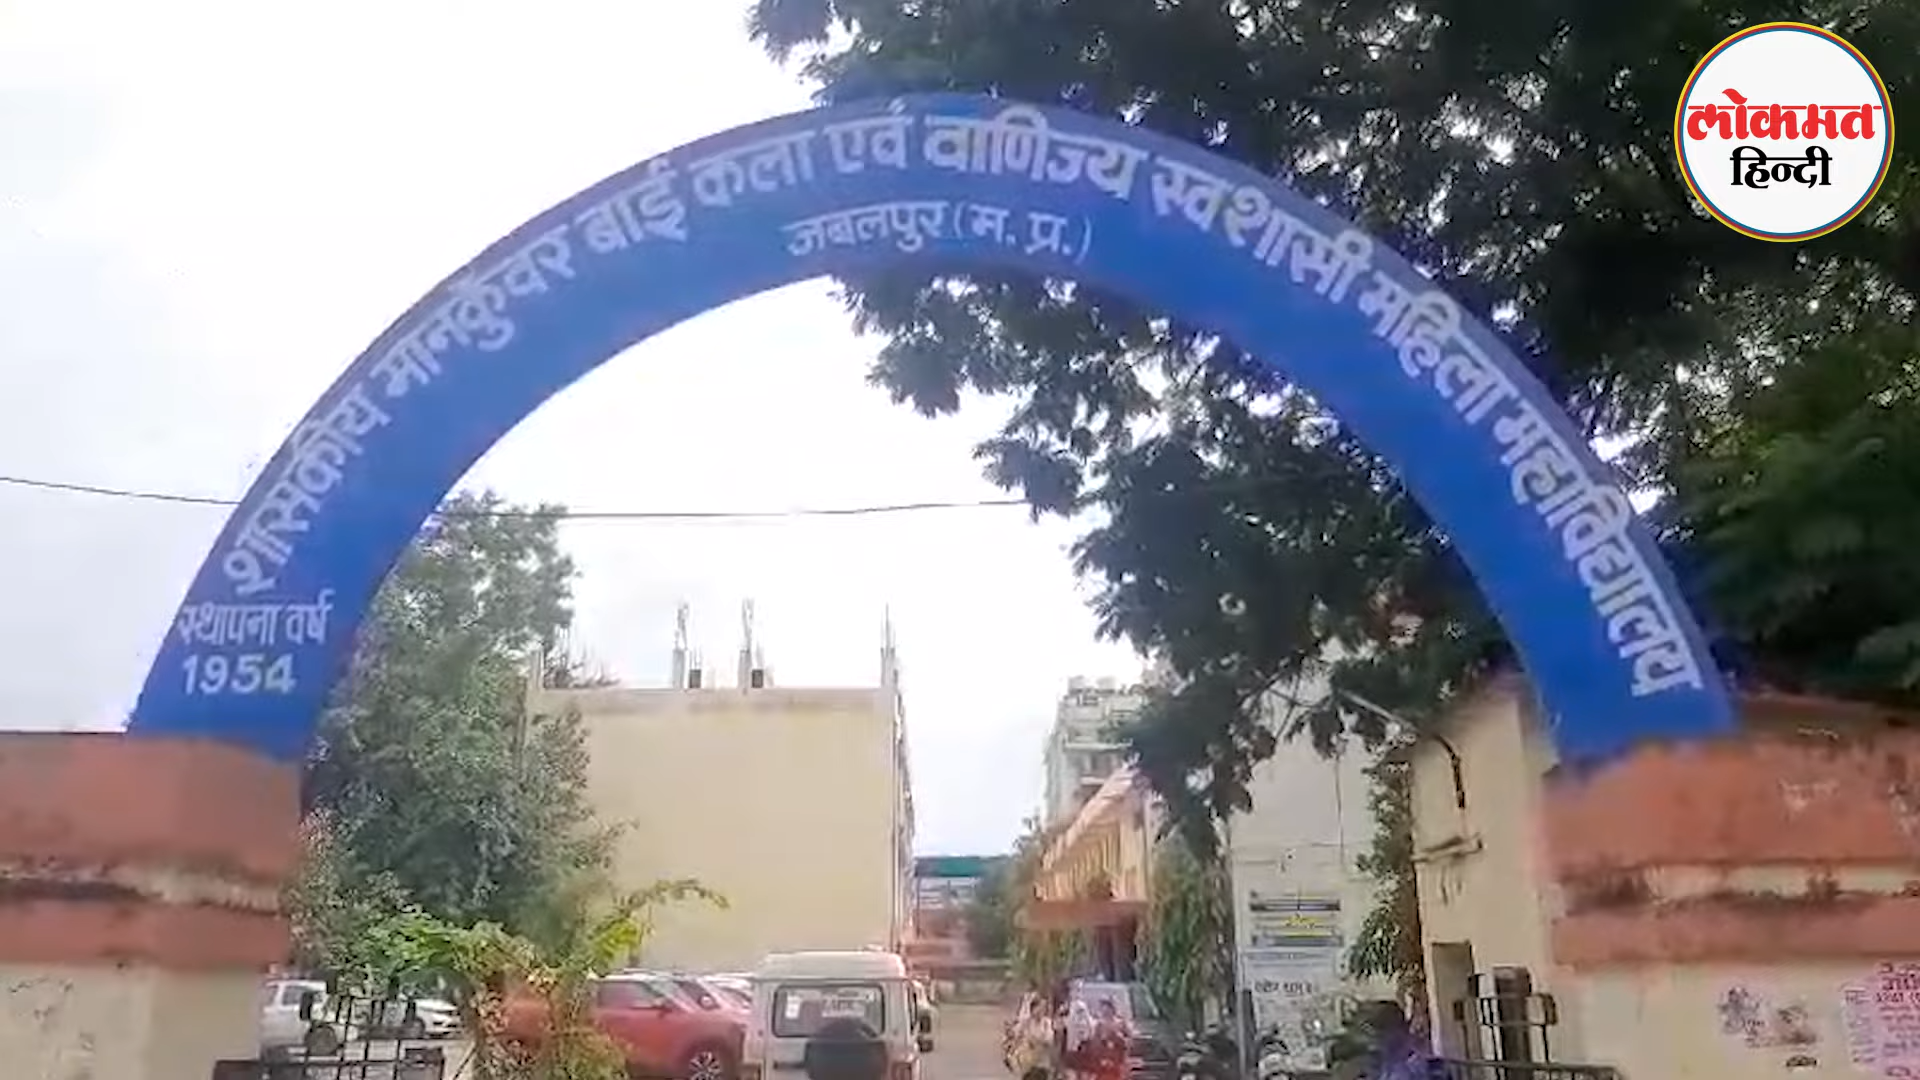 शासकीय मानकुंवर बाई कला एवं वाणिज्य स्वशासी महिला महाविद्यालय
जबलपुर (म. प्र.)
स्थापना वर्ष
1954
लोकमत
हिन्दी